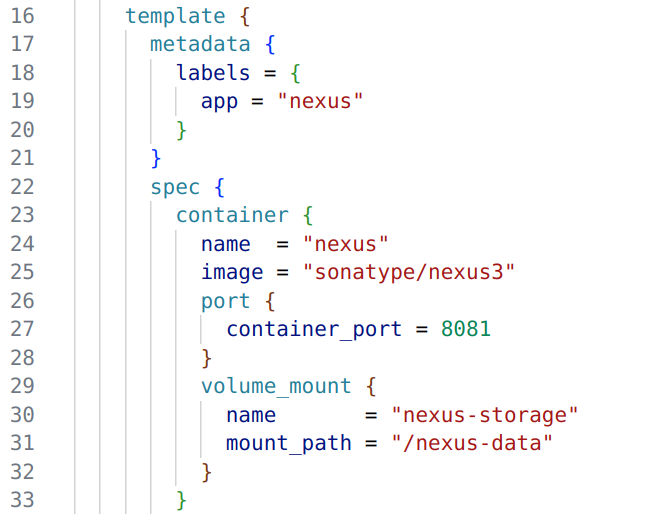 16 template {
17 metadata {
18 labels = {
19 app = "nexus"
20 }
21 }
22 spec {
23 container {
24 name  = "nexus"
25 image = "sonatype/nexus3"
26 port {
27 container_port = 8081
28 }
29 volume_mount {
30 name       = "nexus-storage"
31 mount_path = "/nexus-data"
32 }
33 }